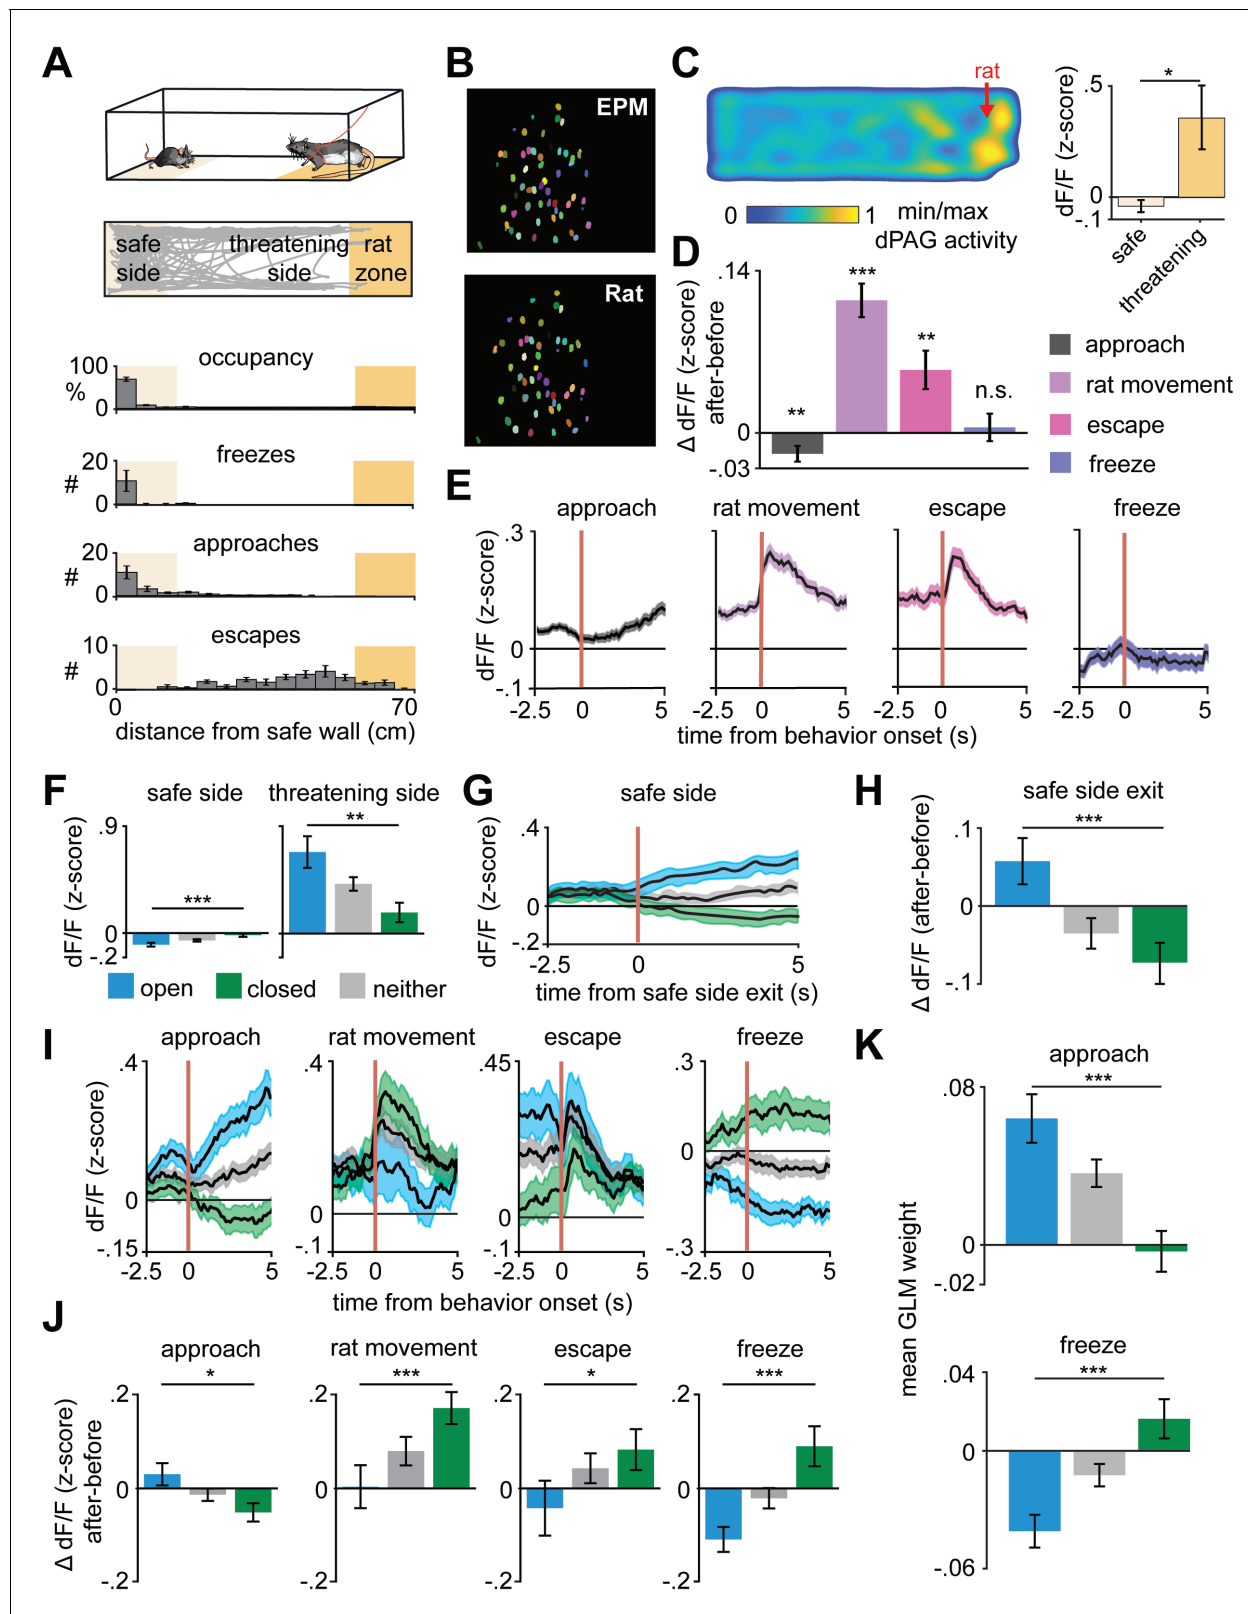 A
safe side
threatening side
rat zone
occupancy
100
%
0
freezes
20
#
0
approaches
20
#
0
escapes
10
#
0
0
70
distance from safe wall (cm)
B
EPM
Rat
C
rat
0
1
min/max
dPAG activity
.5
0
-.1
dF/F (z-score)
*
safe
threatening
D
.14
0
-.03
Δ dF/F (z-score)
after-before
**
***
**
n.s.
approach
rat movement
escape
freeze
E
approach
rat movement
escape
freeze
.3
0
-.1
dF/F (z-score)
-2.5 0 5
-2.5 0 5
-2.5 0 5
-2.5 0 5
time from behavior onset (s)
F
safe side
threatening side
.9
0
-.2
dF/F (z-score)
***
**
open
closed
neither
G
safe side
.4
0
-.2
dF/F (z-score)
-2.5 0 5
time from safe side exit (s)
H
safe side exit
.1
0
-.1
Δ dF/F (after-before)
***
I
approach
rat movement
escape
freeze
dF/F (z-score)
.4
0
-.15
.4
0
-.1
.45
0
-.1
.3
0
-.3
-2.5 0 5
-2.5 0 5
-2.5 0 5
-2.5 0 5
time from behavior onset (s)
J
approach
rat movement
escape
freeze
Δ dF/F (z-score)
after-before
.2
0
-.2
*
.2
0
-.2
***
.2
0
-.2
*
.2
0
-.2
***
K
approach
.08
0
-.02
***
mean GLM weight
freeze
.04
0
-.06
***